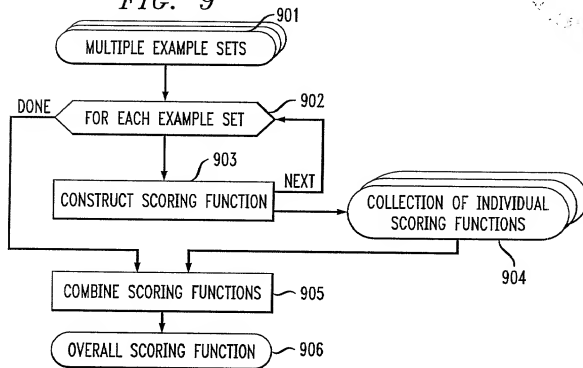 FIG. 9
901
MULTIPLE EXAMPLE SETS
902
DONE
FOR EACH EXAMPLE SET
903
NEXT
CONSTRUCT SCORING FUNCTION
COLLECTION OF INDIVIDUAL
SCORING FUNCTIONS
904
COMBINE SCORING FUNCTIONS
905
OVERALL SCORING FUNCTION
906